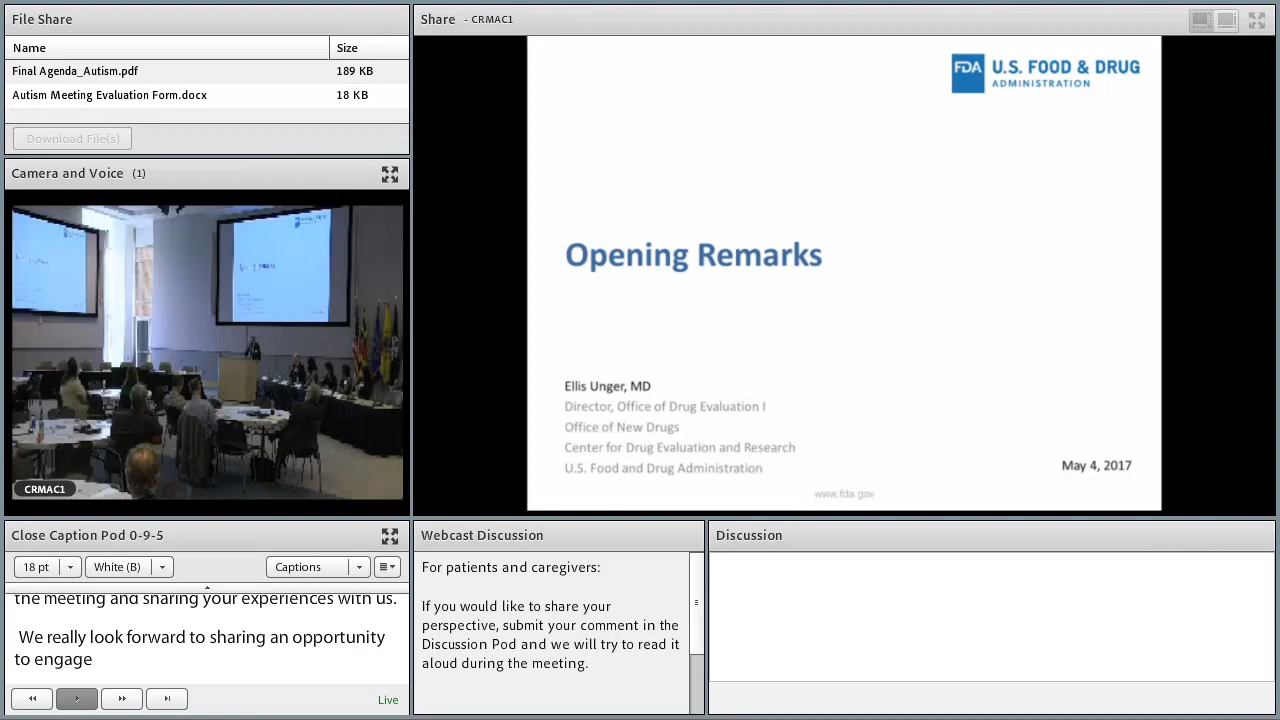 File Share
Name Size
Final Agenda_Autism.pdf 189 KB
Autism Meeting Evaluation Form.docx 18 KB
Download File(s)
Camera and Voice (1)
CRMAC1
Share - CRMAC1
FDA U.S. FOOD & DRUG
ADMINISTRATION
Opening Remarks
Ellis Unger, MD
Director, Office of Drug Evaluation I
Office of New Drugs
Center for Drug Evaluation and Research
U.S. Food and Drug Administration
May 4, 2017
www.fda.gov
Close Caption Pod 0-9-5
18 pt White (B) Captions
the meeting and sharing your experiences with us.
We really look forward to sharing an opportunity
to engage
Live
Webcast Discussion
For patients and caregivers:
If you would like to share your
perspective, submit your comment in the
Discussion Pod and we will try to read it
aloud during the meeting.
Discussion